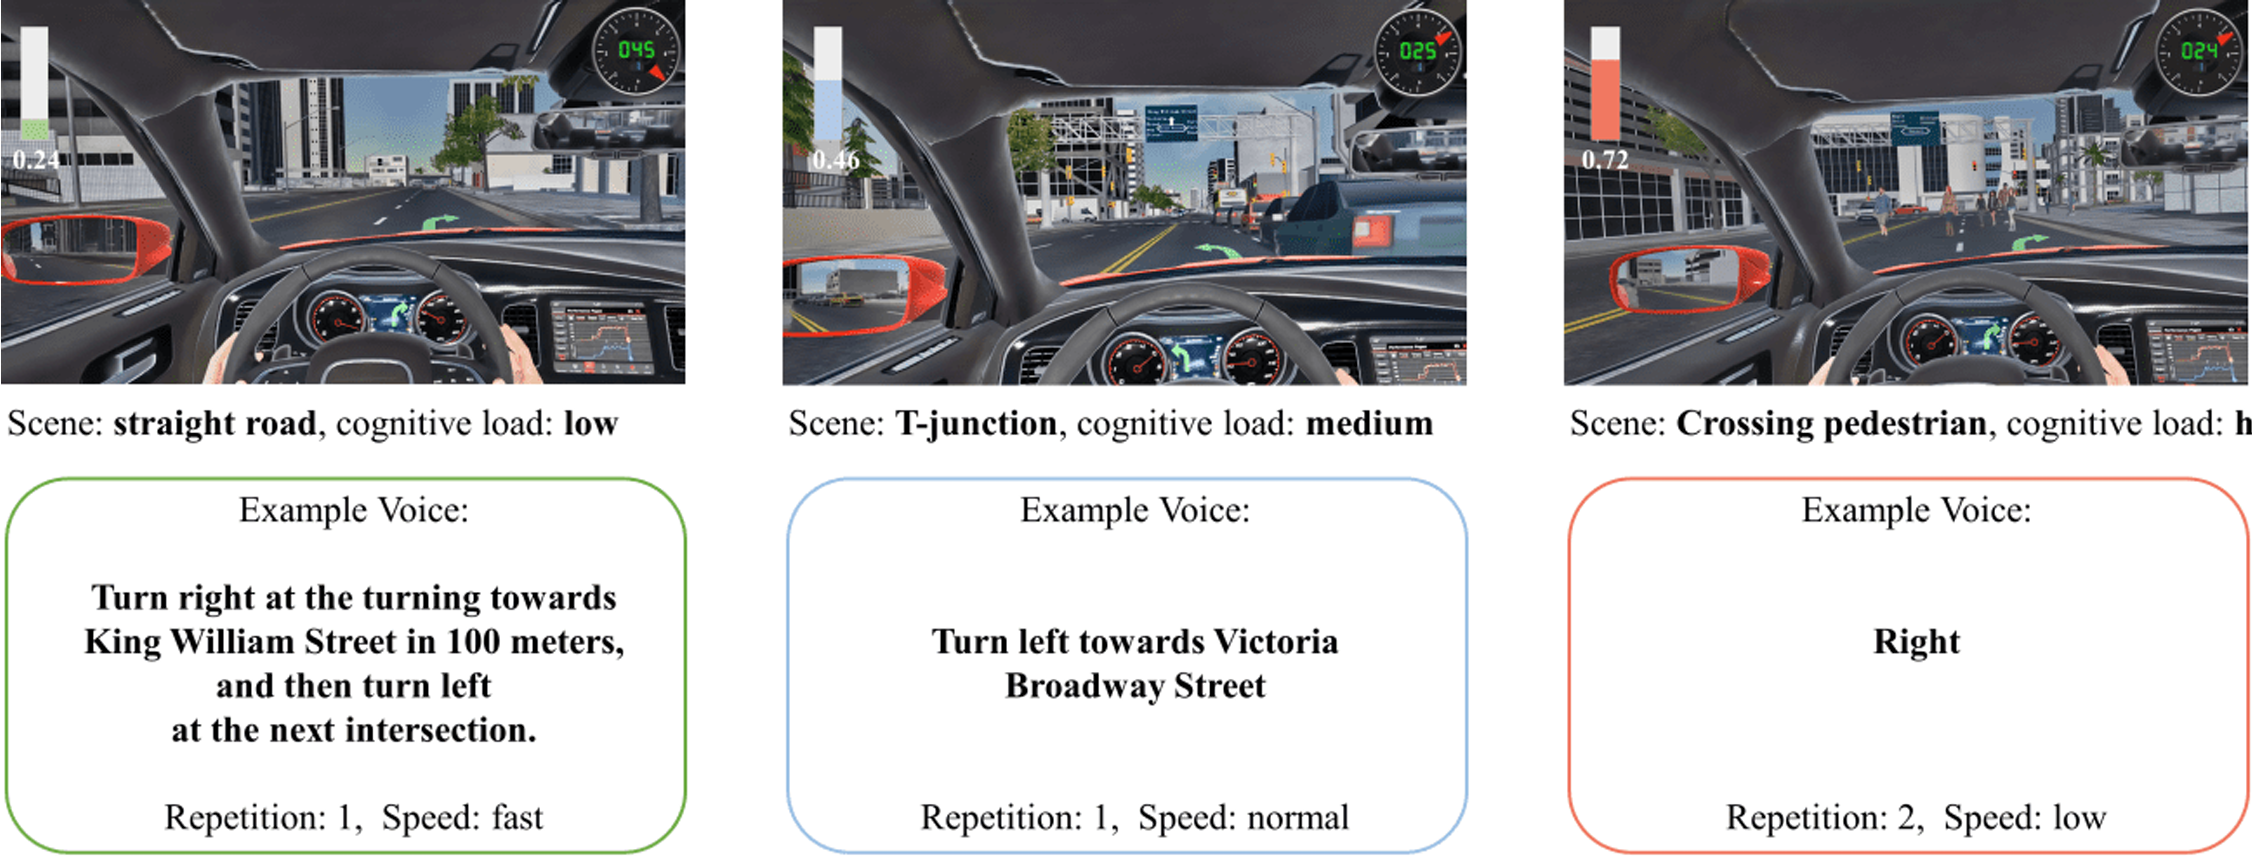 045
0.24
025
0.46
024
0.72
Scene: straight road, cognitive load: low
Scene: T-junction, cognitive load: medium
Scene: Crossing pedestrian, cognitive load: h
Example Voice:
Turn right at the turning towards
King William Street in 100 meters,
and then turn left
at the next intersection.
Repetition: 1, Speed: fast
Example Voice:
Turn left towards Victoria
Broadway Street
Repetition: 1, Speed: normal
Example Voice:
Right
Repetition: 2, Speed: low